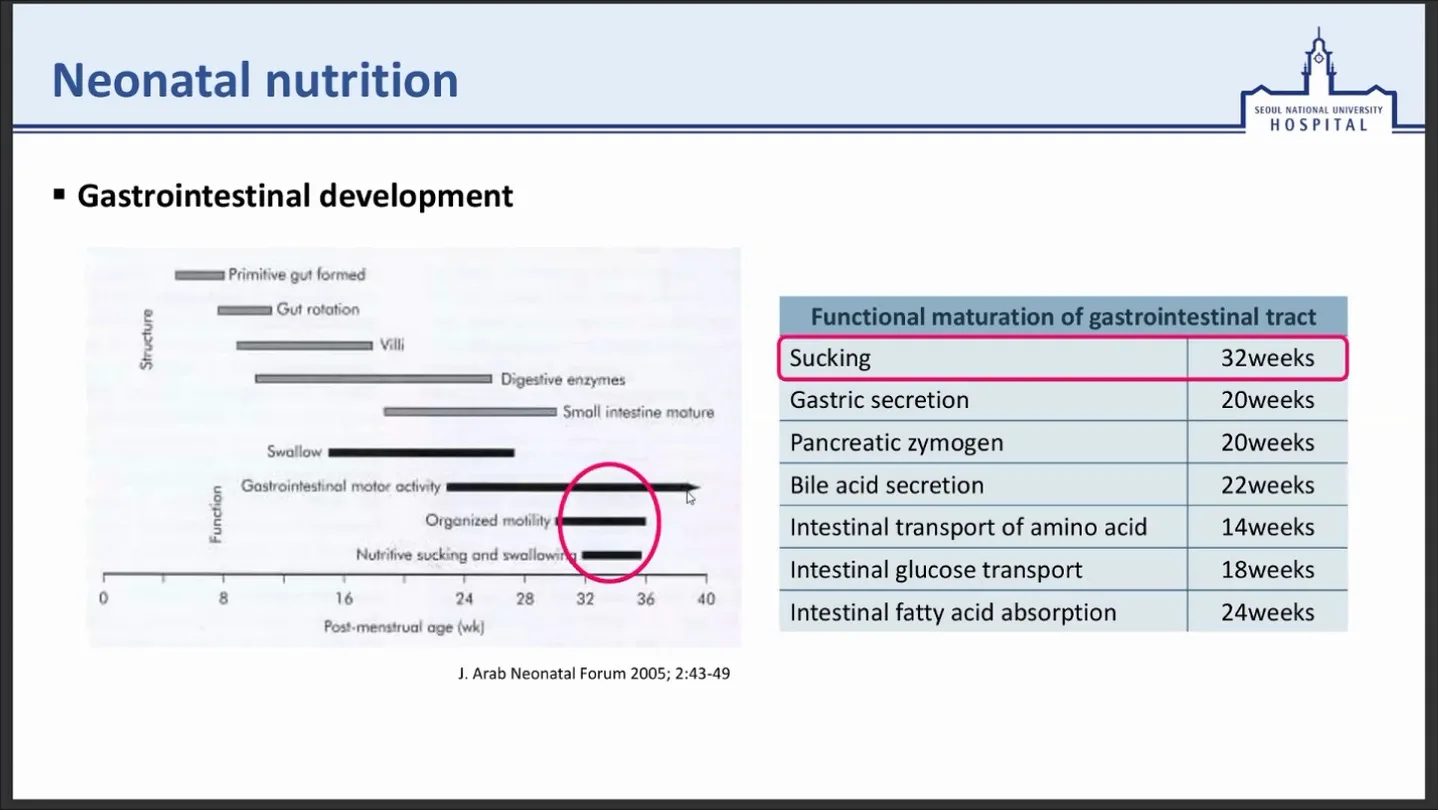 Neonatal nutrition
SEOUL NATIONAL UNIVERSITY
HOSPITAL
▪ Gastrointestinal development
Structure
Primitive gut formed
Gut rotation
Villi
Digestive enzymes
Small intestine mature
Function
Swallow
Gastrointestinal motor activity
Organized motility
Nutritive sucking and swallowing
0 8 16 24 28 32 36 40
Post-menstrual age (wk)
J. Arab Neonatal Forum 2005; 2:43-49
Functional maturation of gastrointestinal tract
Sucking 32weeks
Gastric secretion 20weeks
Pancreatic zymogen 20weeks
Bile acid secretion 22weeks
Intestinal transport of amino acid 14weeks
Intestinal glucose transport 18weeks
Intestinal fatty acid absorption 24weeks